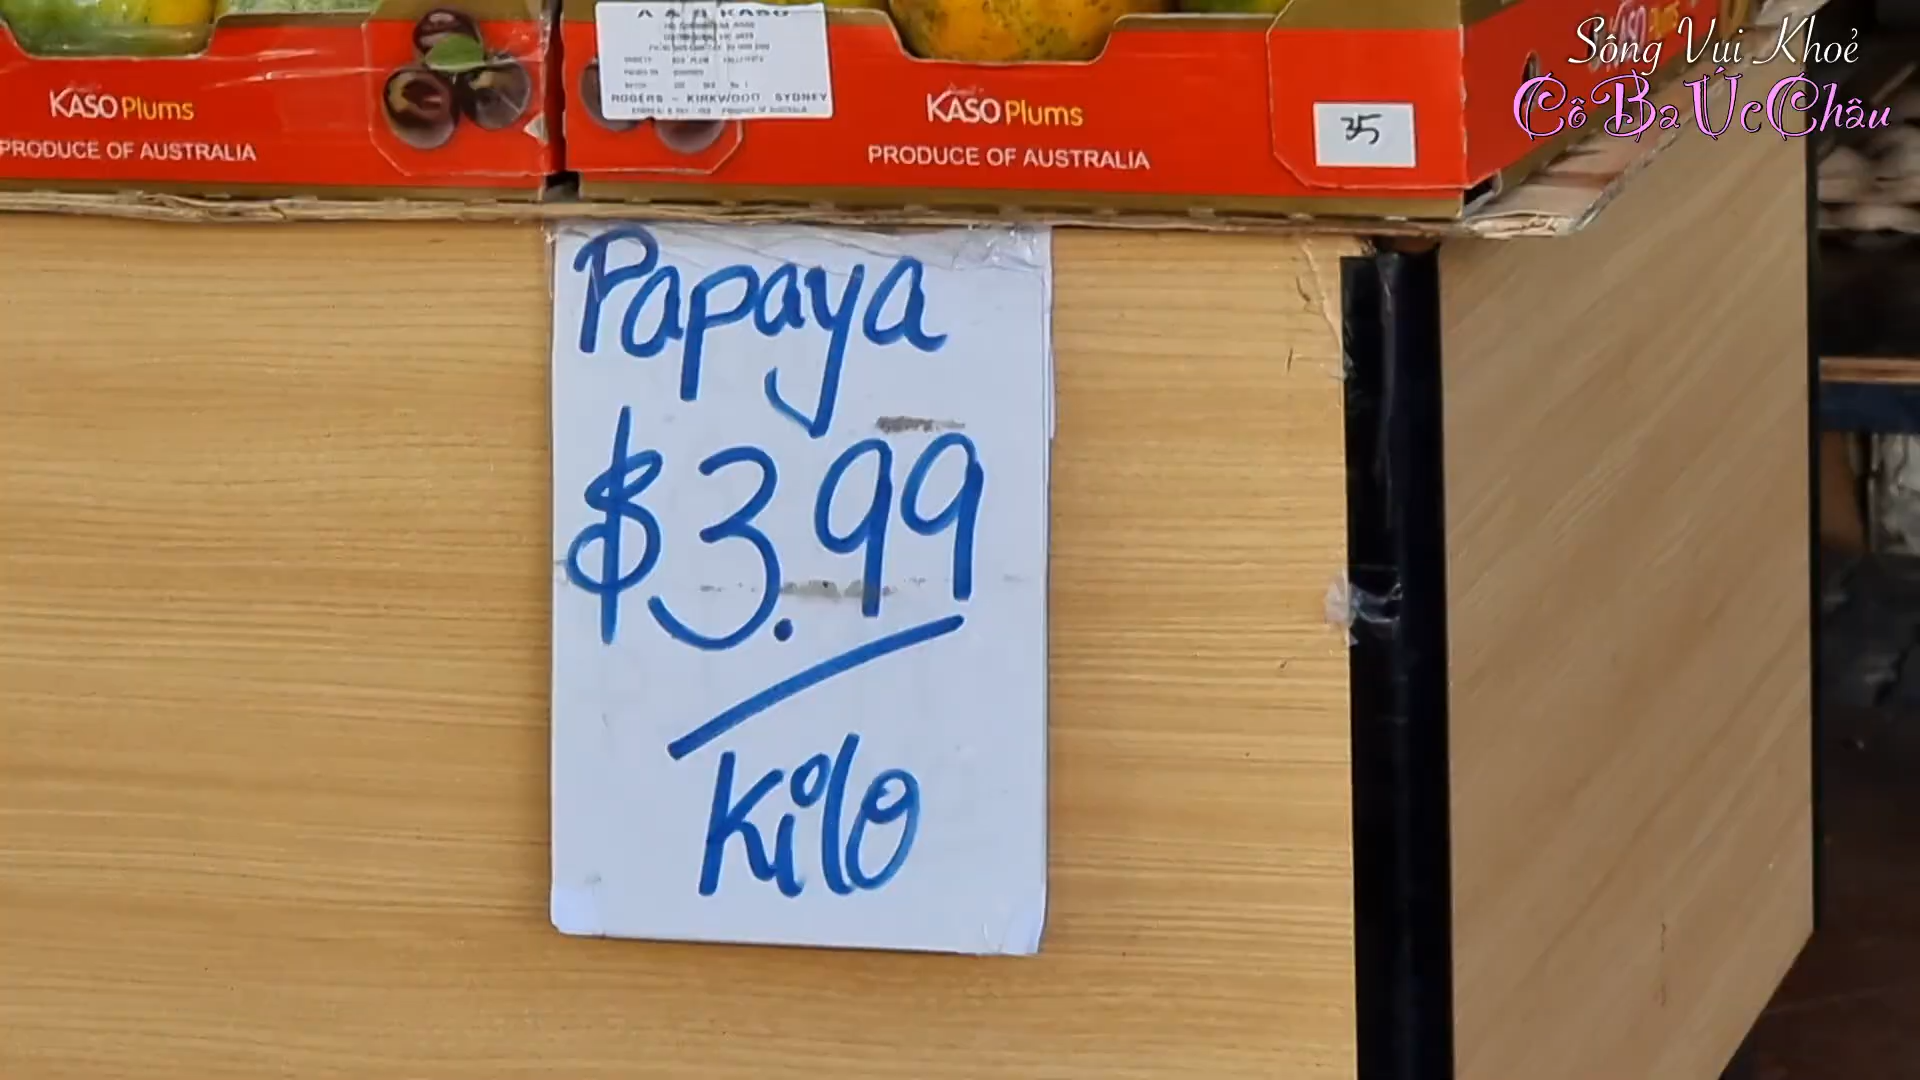 Sống Vui Khoẻ
Cô Ba Úc Châu
KASO Plums
PRODUCE OF AUSTRALIA
ROGERS - KIRKWOOD SYDNEY
KASO Plums
PRODUCE OF AUSTRALIA
35
Papaya
$3.99
Kilo